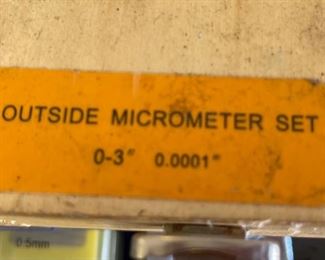 OUTSIDE MICROMETER SET
0-3" 0.0001"
0.5mm